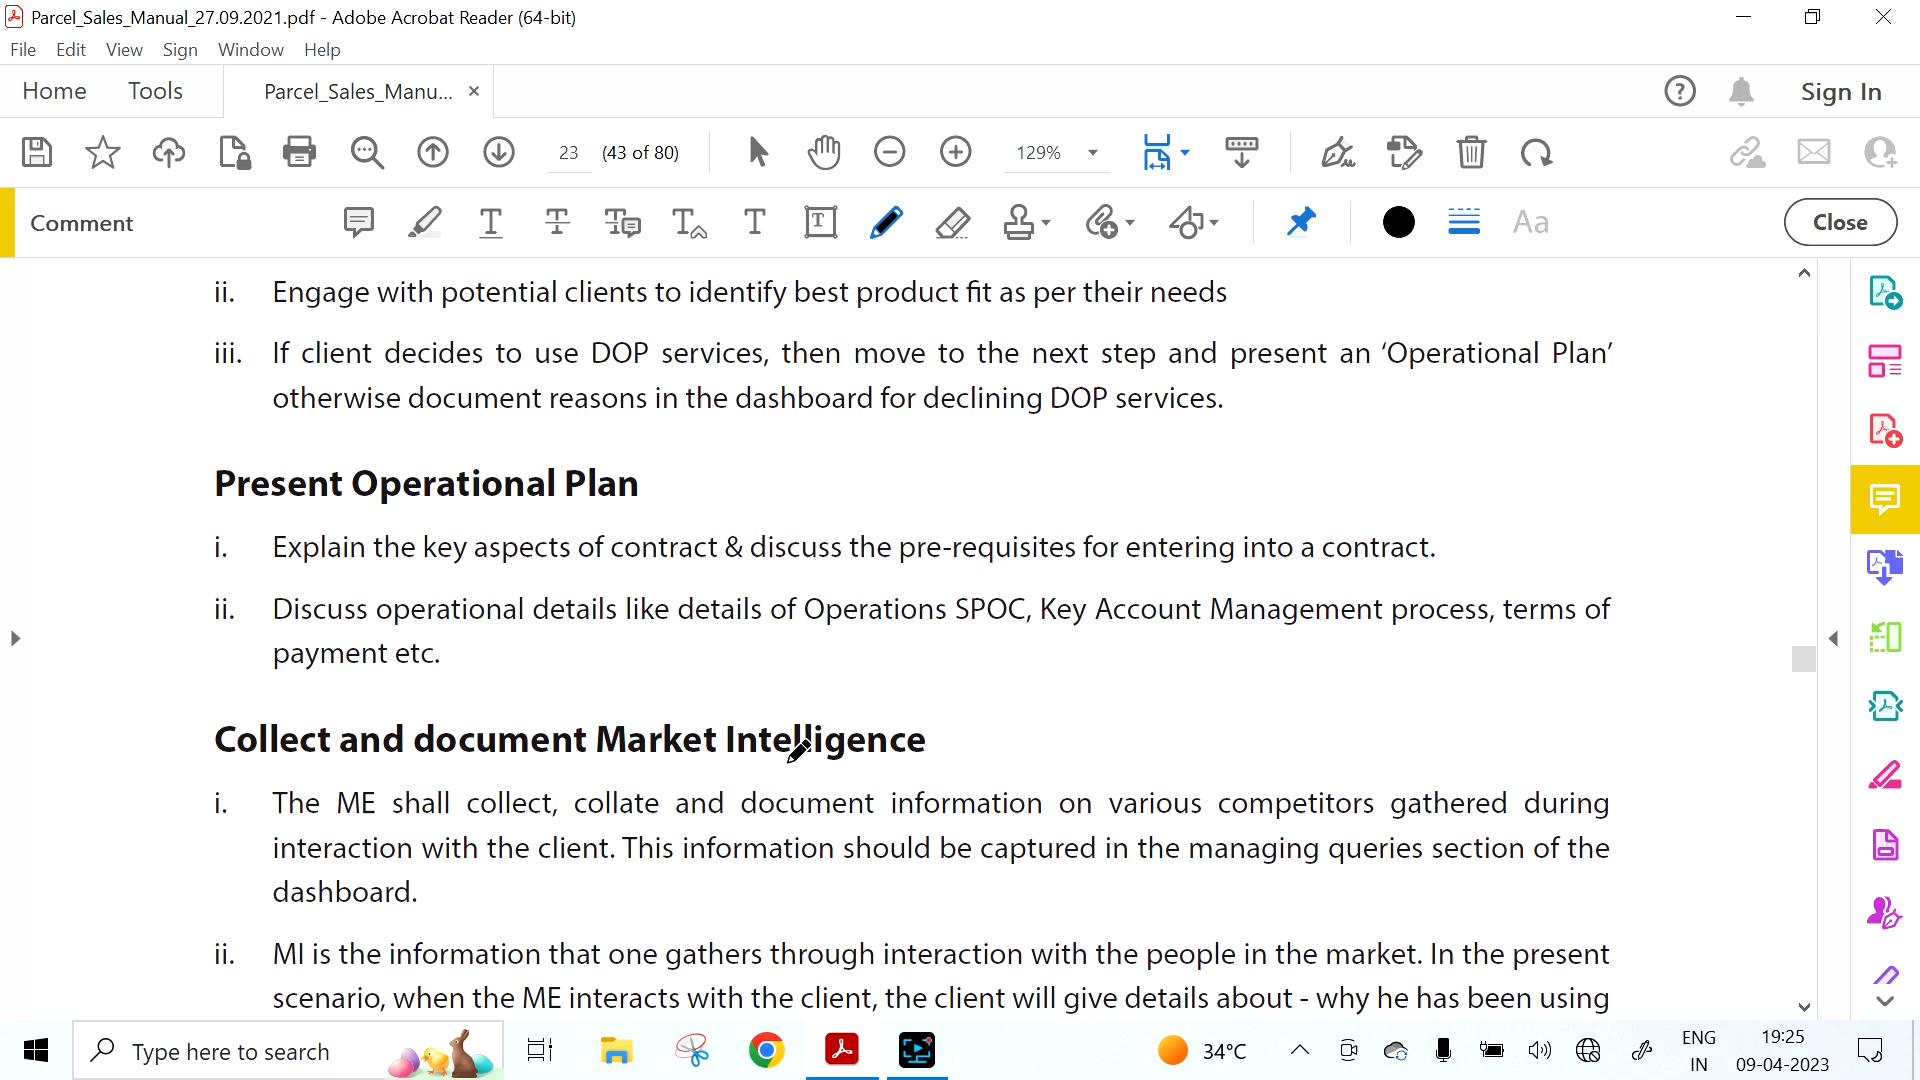 Parcel_Sales_Manual_27.09.2021.pdf - Adobe Acrobat Reader (64-bit)
File Edit View Sign Window Help
Home Tools Parcel_Sales_Manu... × Sign In
23 (43 of 80) 129%
Comment Aa Close
ii. Engage with potential clients to identify best product fit as per their needs
iii. If client decides to use DOP services, then move to the next step and present an ‘Operational Plan’
otherwise document reasons in the dashboard for declining DOP services.
Present Operational Plan
i. Explain the key aspects of contract & discuss the pre-requisites for entering into a contract.
ii. Discuss operational details like details of Operations SPOC, Key Account Management process, terms of
payment etc.
Collect and document Market Intelligence
i. The ME shall collect, collate and document information on various competitors gathered during
interaction with the client. This information should be captured in the managing queries section of the
dashboard.
ii. MI is the information that one gathers through interaction with the people in the market. In the present
scenario, when the ME interacts with the client, the client will give details about - why he has been using
Type here to search 34°C ENG 19:25
IN 09-04-2023